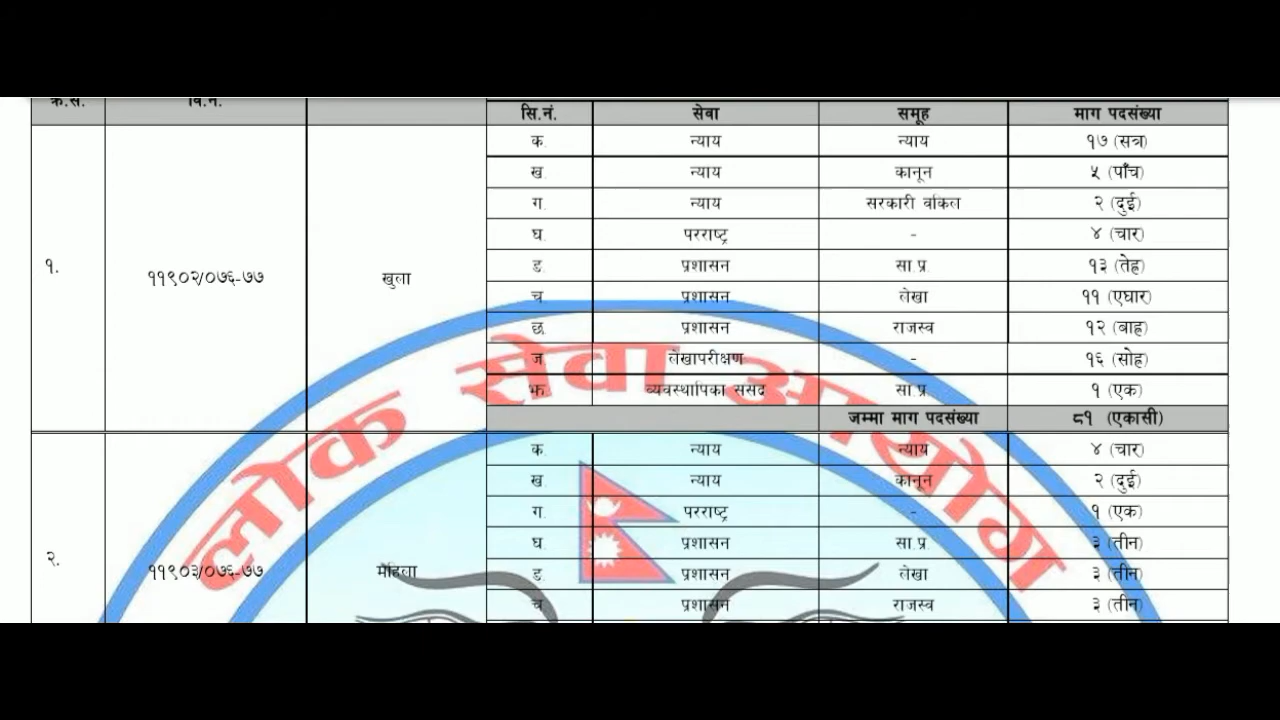 क्र.सं. वि.नं.
सि.नं. सेवा समूह माग पदसंख्या
क. न्याय न्याय १७ (सत्र)
ख. न्याय कानून ५ (पाँच)
ग. न्याय सरकारी वकिल २ (दुई)
घ. परराष्ट्र - ४ (चार)
१. ११९०२/०७६-७७ खुला ङ. प्रशासन सा.प्र. १३ (तेह्र)
च. प्रशासन लेखा ११ (एघार)
छ. प्रशासन राजस्व १२ (बाह्र)
ज. लेखापरीक्षण - १६ (सोह्र)
झ. व्यवस्थापिका संसद सा.प्र. १ (एक)
जम्मा माग पदसंख्या ८१ (एकासी)
क. न्याय न्याय ४ (चार)
ख. न्याय कानून २ (दुई)
ग. परराष्ट्र - १ (एक)
घ. प्रशासन सा.प्र. ३ (तीन)
२. ११९०३/०७६-७७ महिला ङ. प्रशासन लेखा ३ (तीन)
च. प्रशासन राजस्व ३ (तीन)
लोक सेवा आयोग